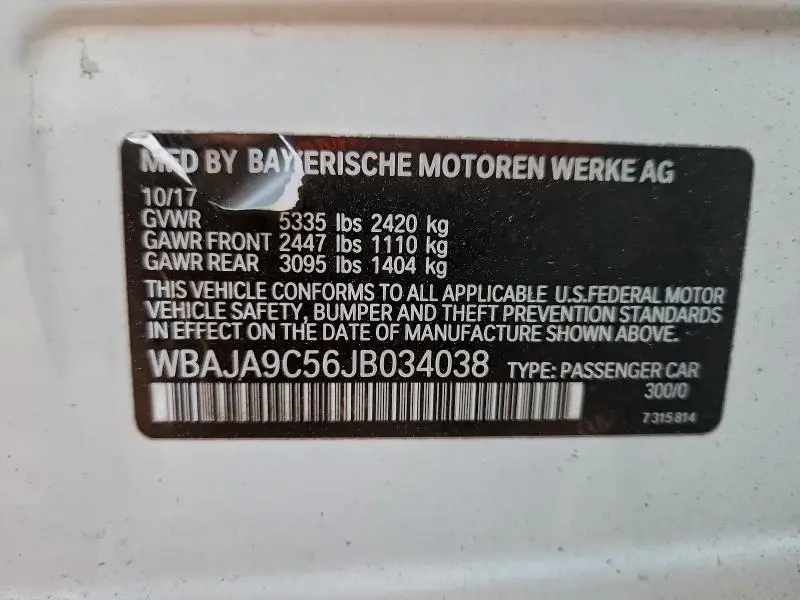 MFD BY BAYERISCHE MOTOREN WERKE AG
10/17
GVWR 5335 lbs 2420 kg
GAWR FRONT 2447 lbs 1110 kg
GAWR REAR 3095 lbs 1404 kg
THIS VEHICLE CONFORMS TO ALL APPLICABLE U.S.FEDERAL MOTOR
VEHICLE SAFETY, BUMPER AND THEFT PREVENTION STANDARDS
IN EFFECT ON THE DATE OF MANUFACTURE SHOWN ABOVE.
WBAJA9C56JB034038 TYPE: PASSENGER CAR
300/0
7315814